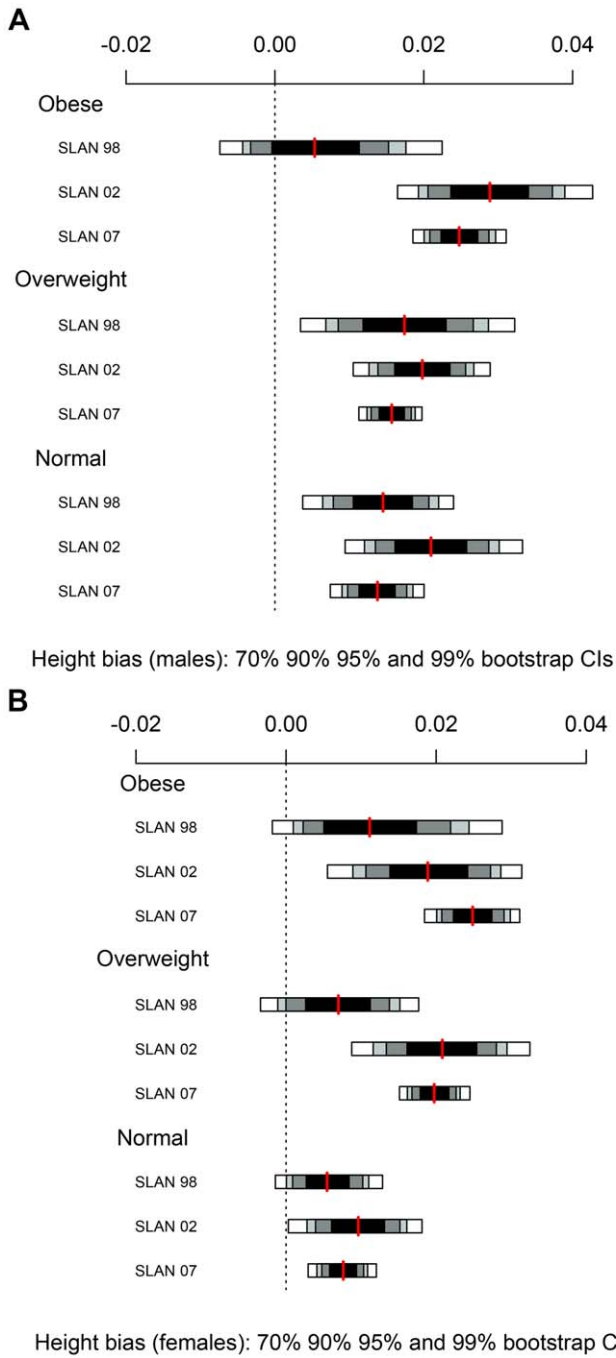 A
-0.02 0.00 0.02 0.04
Obese
SLAN 98
SLAN 02
SLAN 07
Overweight
SLAN 98
SLAN 02
SLAN 07
Normal
SLAN 98
SLAN 02
SLAN 07
Height bias (males): 70% 90% 95% and 99% bootstrap CIs
B
-0.02 0.00 0.02 0.04
Obese
SLAN 98
SLAN 02
SLAN 07
Overweight
SLAN 98
SLAN 02
SLAN 07
Normal
SLAN 98
SLAN 02
SLAN 07
Height bias (females): 70% 90% 95% and 99% bootstrap C